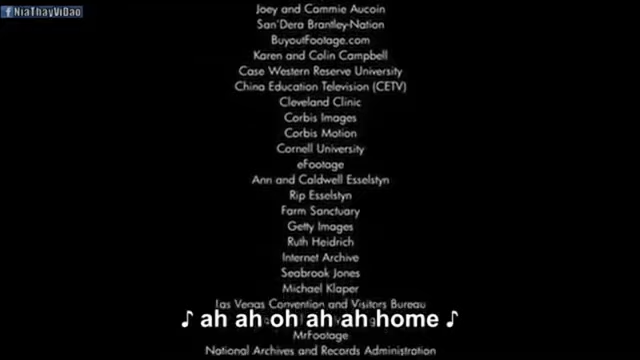 NiaThayViDao
Joey and Cammie Aucoin
San'Dera Brantley-Nation
BuyoutFootage.com
Karen and Colin Campbell
Case Western Reserve University
China Education Television (CETV)
Cleveland Clinic
Corbis Images
Corbis Motion
Cornell University
eFootage
Ann and Caldwell Esselstyn
Rip Esselstyn
Farm Sanctuary
Getty Images
Ruth Heidrich
Internet Archive
Seabrook Jones
Michael Klaper
Las Vegas Convention and Visitors Bureau
♪ ah ah oh ah ah home ♪
MrFootage
National Archives and Records Administration